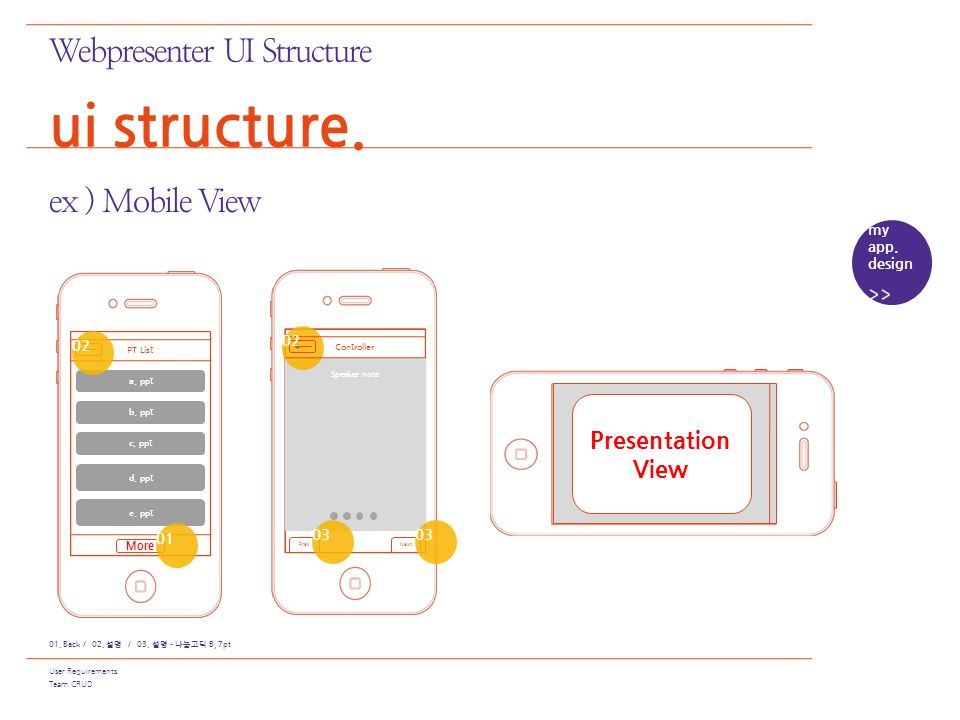 Webpresenter UI Structure
ui structure.
ex ) Mobile View
my
app.
design
>>
02
PT List
a. ppt
b. ppt
c. ppt
d. ppt
e. ppt
More
01
02
Controller
Speaker note
03
Next
03
Presentation
View
01. Back / 02. 설명 / 03. 설명 - 나눔고딕 B, 7pt
User Requirements
Team CRUD